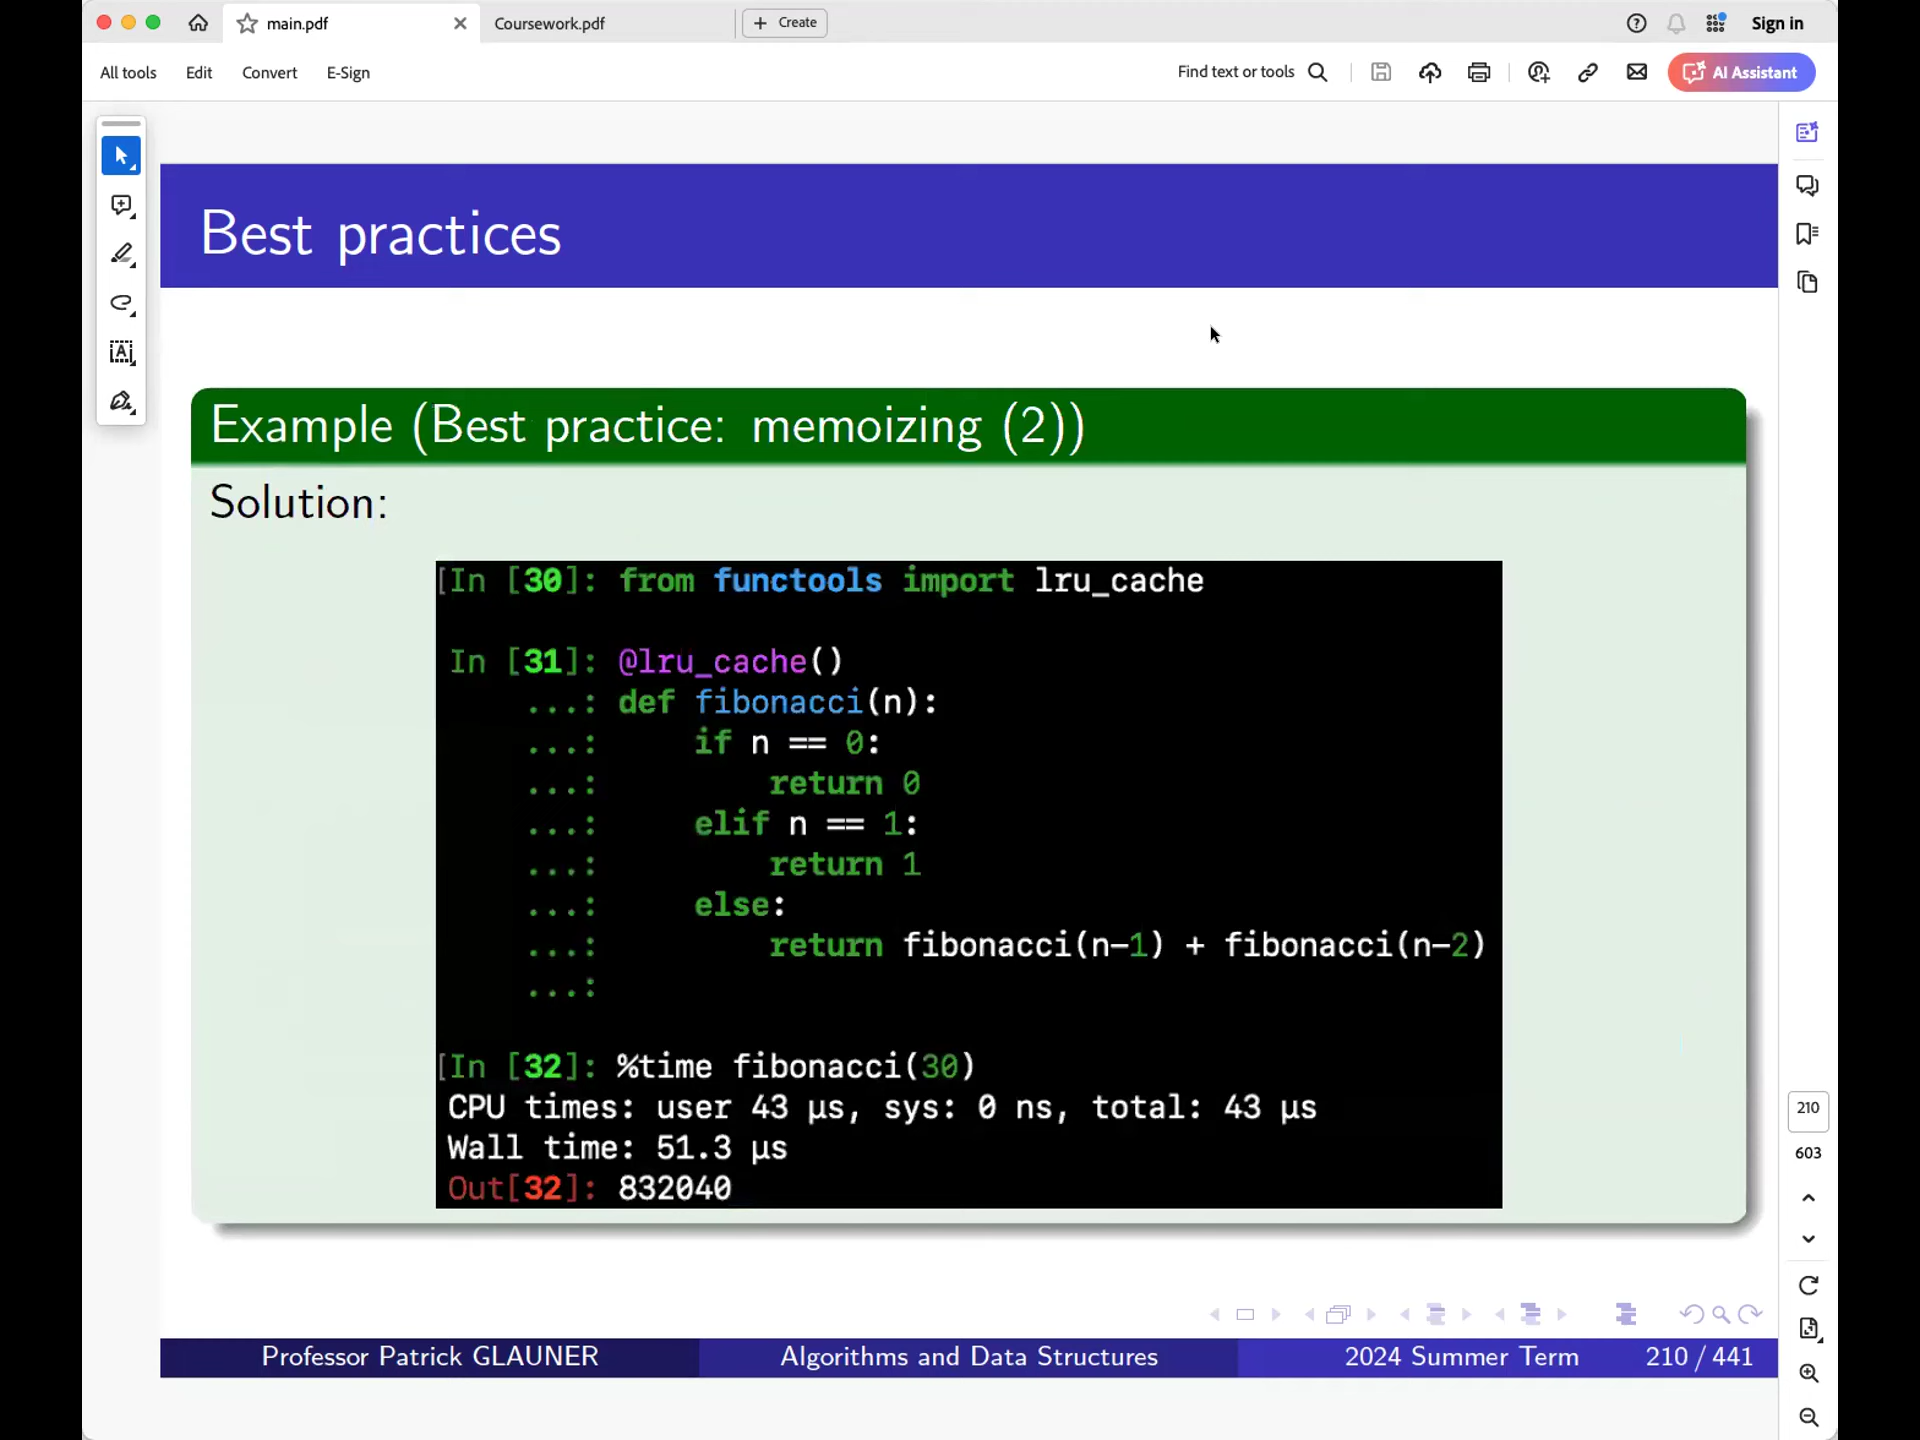 main.pdf
Coursework.pdf
+ Create
Sign in
All tools
Edit
Convert
E-Sign
Find text or tools
AI Assistant
Best practices
Example (Best practice: memoizing (2))
Solution:
[In [30]: from functools import lru_cache
In [31]: @lru_cache()
...: def fibonacci(n):
...:     if n == 0:
...:         return 0
...:     elif n == 1:
...:         return 1
...:     else:
...:         return fibonacci(n-1) + fibonacci(n-2)
...:
[In [32]: %time fibonacci(30)
CPU times: user 43 µs, sys: 0 ns, total: 43 µs
Wall time: 51.3 µs
Out[32]: 832040
210
603
Professor Patrick GLAUNER
Algorithms and Data Structures
2024 Summer Term
210 / 441